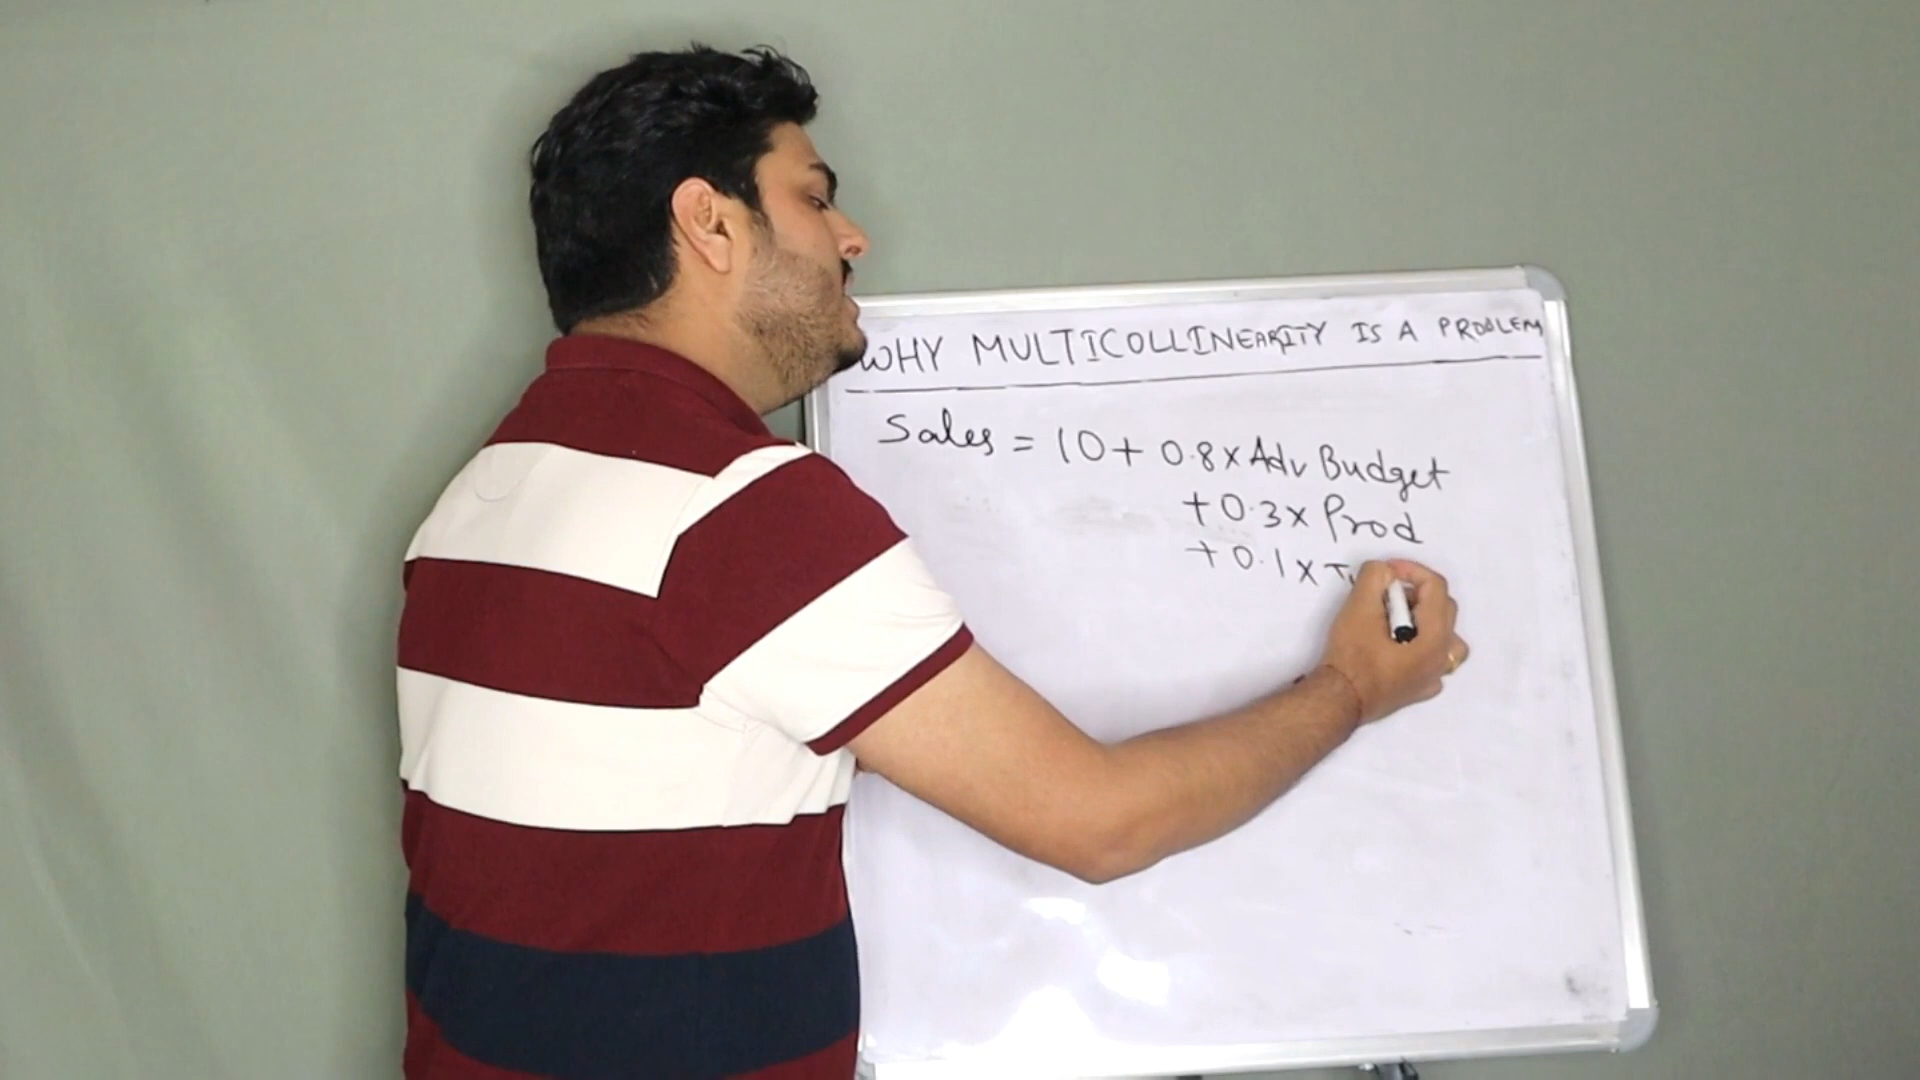 WHY MULTICOLLINEARITY IS A PROBLEM
Sales = 10 + 0.8 x Adv Budget
+ 0.3 x Prod
+ 0.1 x